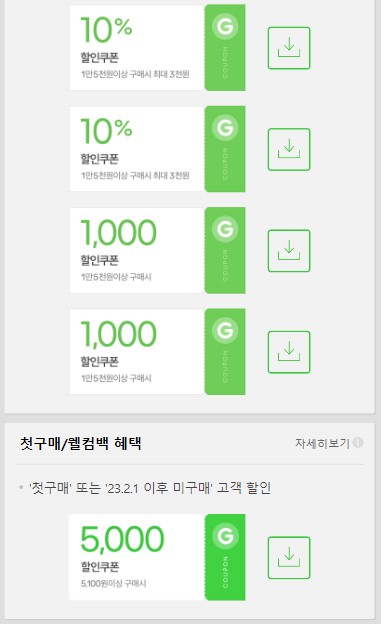 10%
할인쿠폰
1만5천원이상 구매시 최대 3천원
G
COUPON
10%
할인쿠폰
1만5천원이상 구매시 최대 3천원
G
COUPON
1,000
할인쿠폰
1만5천원이상 구매시
G
COUPON
1,000
할인쿠폰
1만5천원이상 구매시
G
COUPON
첫구매/웰컴백 혜택
자세히보기
• '첫구매' 또는 '23.2.1 이후 미구매' 고객 할인
5,000
할인쿠폰
5,100원이상 구매시
G
COUPON